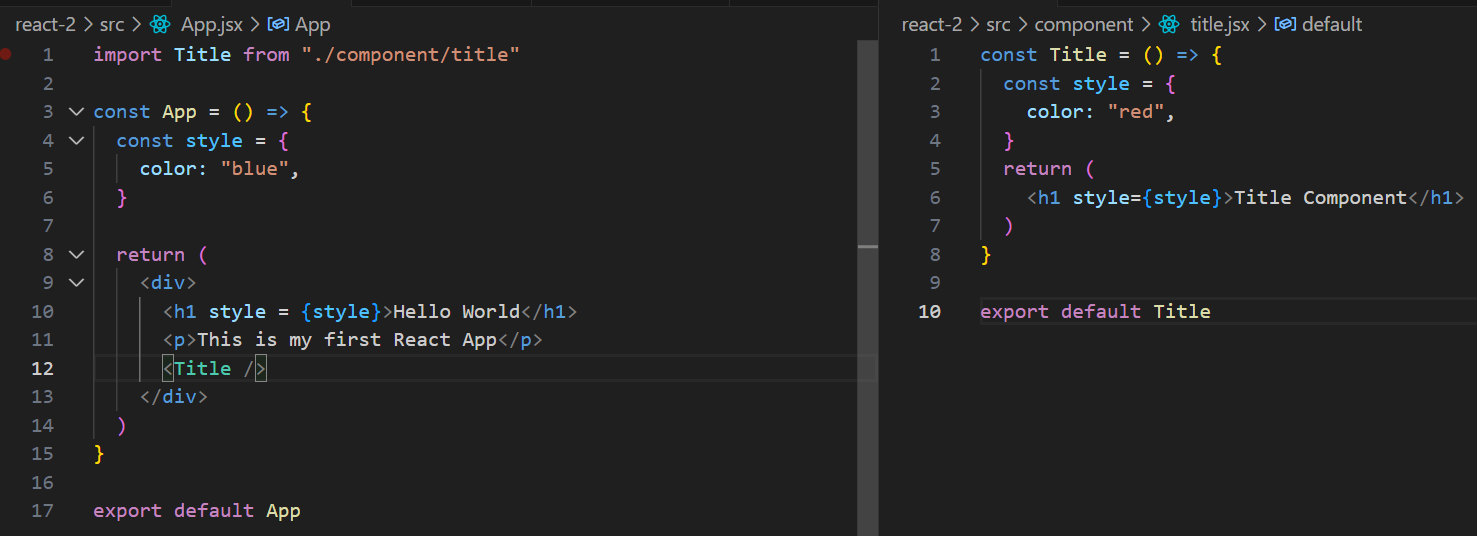 react-2 > src > App.jsx > App
1 import Title from "./component/title"
2
3 const App = () => {
4   const style = {
5     color: "blue",
6   }
7
8   return (
9     <div>
10       <h1 style = {style}>Hello World</h1>
11       <p>This is my first React App</p>
12       <Title />
13     </div>
14   )
15 }
16
17 export default App
react-2 > src > component > title.jsx > default
1 const Title = () => {
2   const style = {
3     color: "red",
4   }
5   return (
6     <h1 style={style}>Title Component</h1>
7   )
8 }
9
10 export default Title